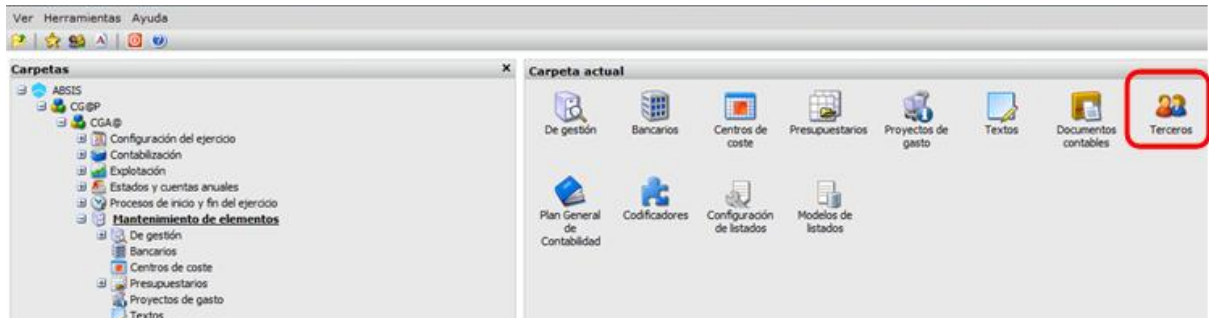 Ver Herramientas Ayuda
Carpetas
ABSIS
CG@P
CGA@
Configuración del ejercicio
Contabilización
Explotación
Estados y cuentas anuales
Procesos de inicio y fin del ejercicio
Mantenimiento de elementos
De gestión
Bancarios
Centros de coste
Presupuestarios
Proyectos de gasto
Textos
Carpeta actual
De gestión
Bancarios
Centros de
coste
Presupuestarios
Proyectos de
gasto
Textos
Documentos
contables
Terceros
Plan General
de
Contabilidad
Codificadores
Configuración
de listados
Modelos de
listados